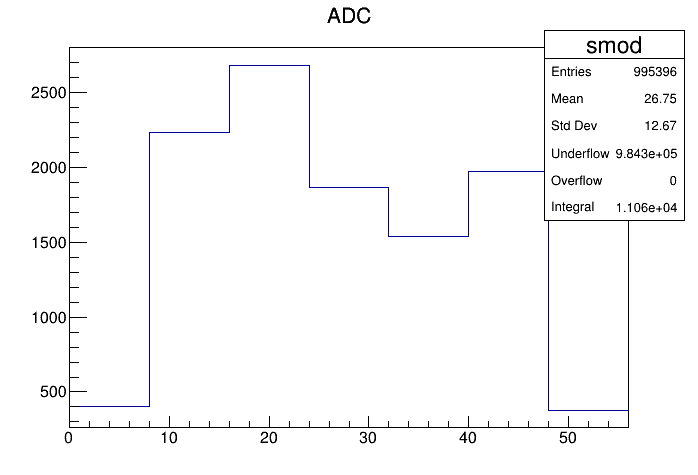 ADC
smod
Entries 995396
Mean 26.75
Std Dev 12.67
Underflow 9.843e+05
Overflow 0
Integral 1.106e+04
2500
2000
1500
1000
500
0 10 20 30 40 50